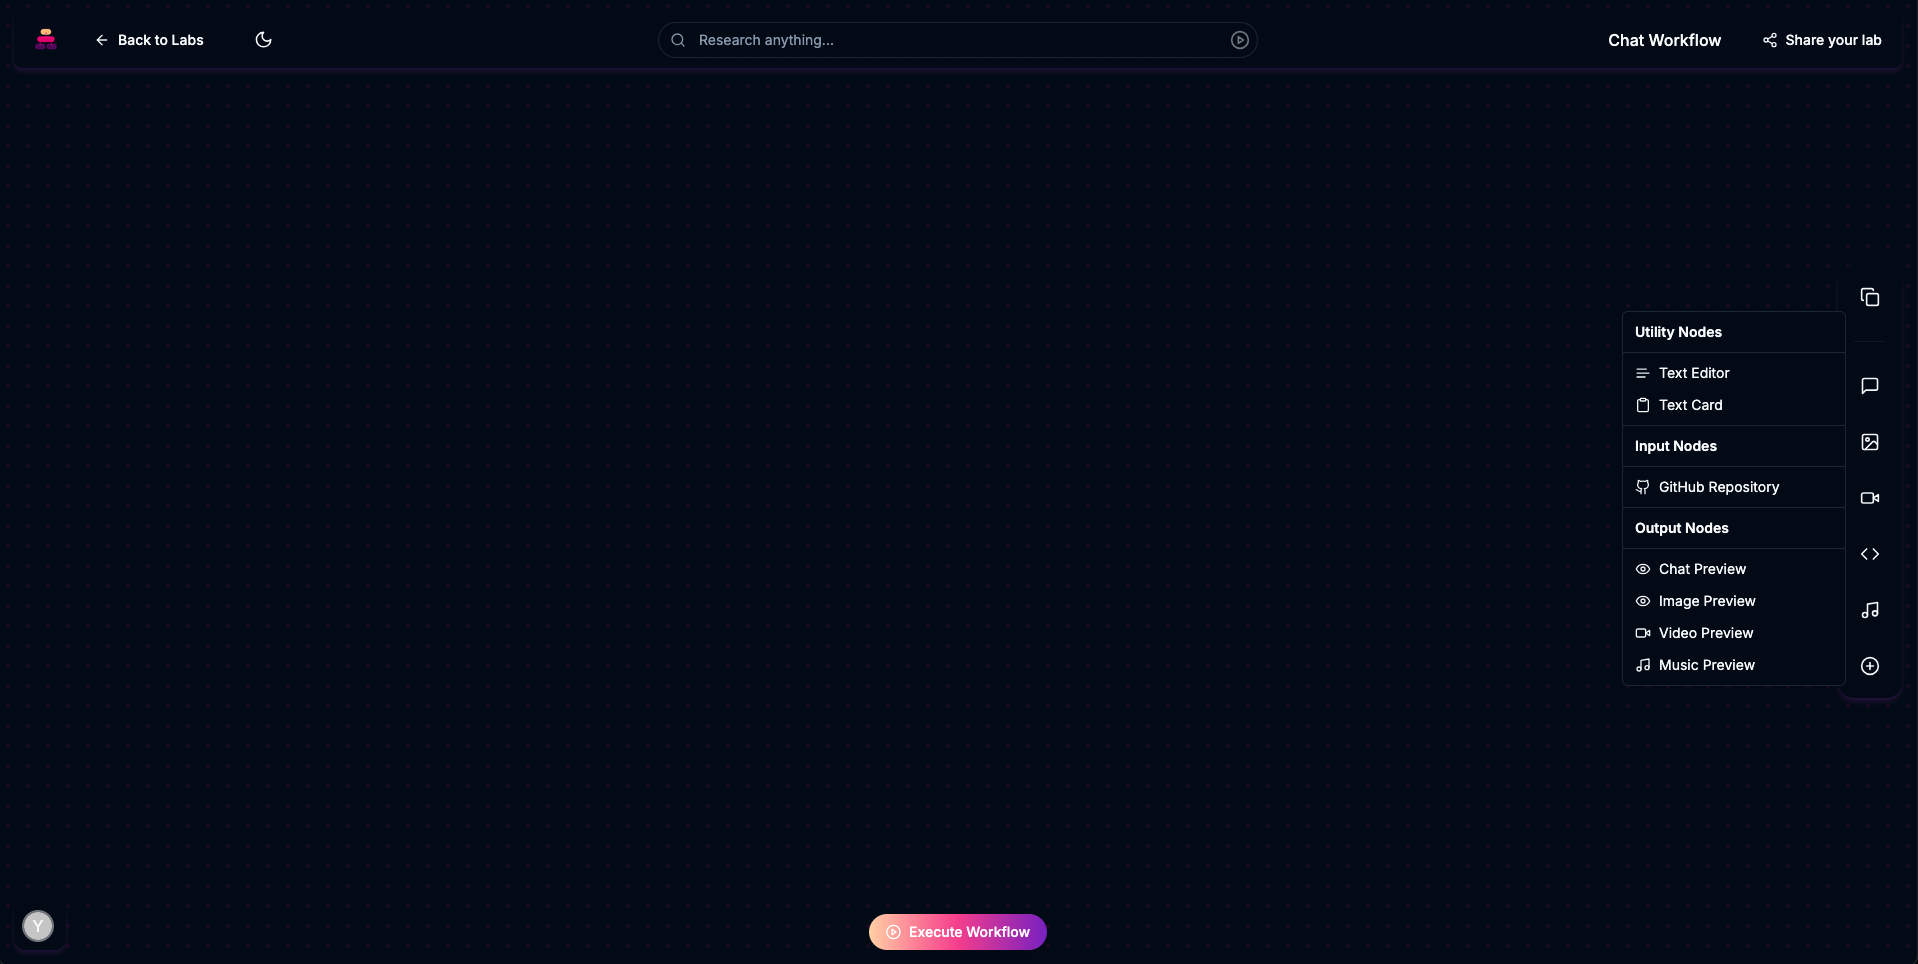 Back to Labs
Research anything...
Chat Workflow
Share your lab
Utility Nodes
Text Editor
Text Card
Input Nodes
GitHub Repository
Output Nodes
Chat Preview
Image Preview
Video Preview
Music Preview
Y
Execute Workflow